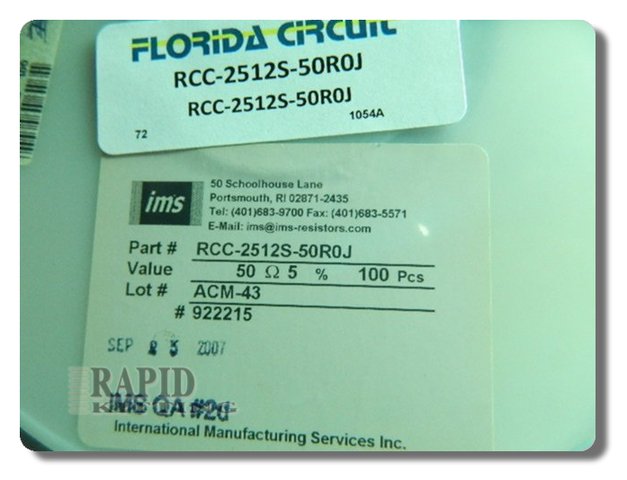 FLORIDA CIRCUIT
RCC-2512S-50R0J
RCC-2512S-50R0J
72
1054A
ims
50 Schoolhouse Lane
Portsmouth, RI 02871-2435
Tel: (401)683-9700 Fax: (401)683-5571
E-Mail: ims@ims-resistors.com
Part # RCC-2512S-50R0J
Value 50 Ω 5 % 100 Pcs
Lot # ACM-43
# 922215
SEP 2007
RAPID
IMS QA #20
International Manufacturing Services Inc.